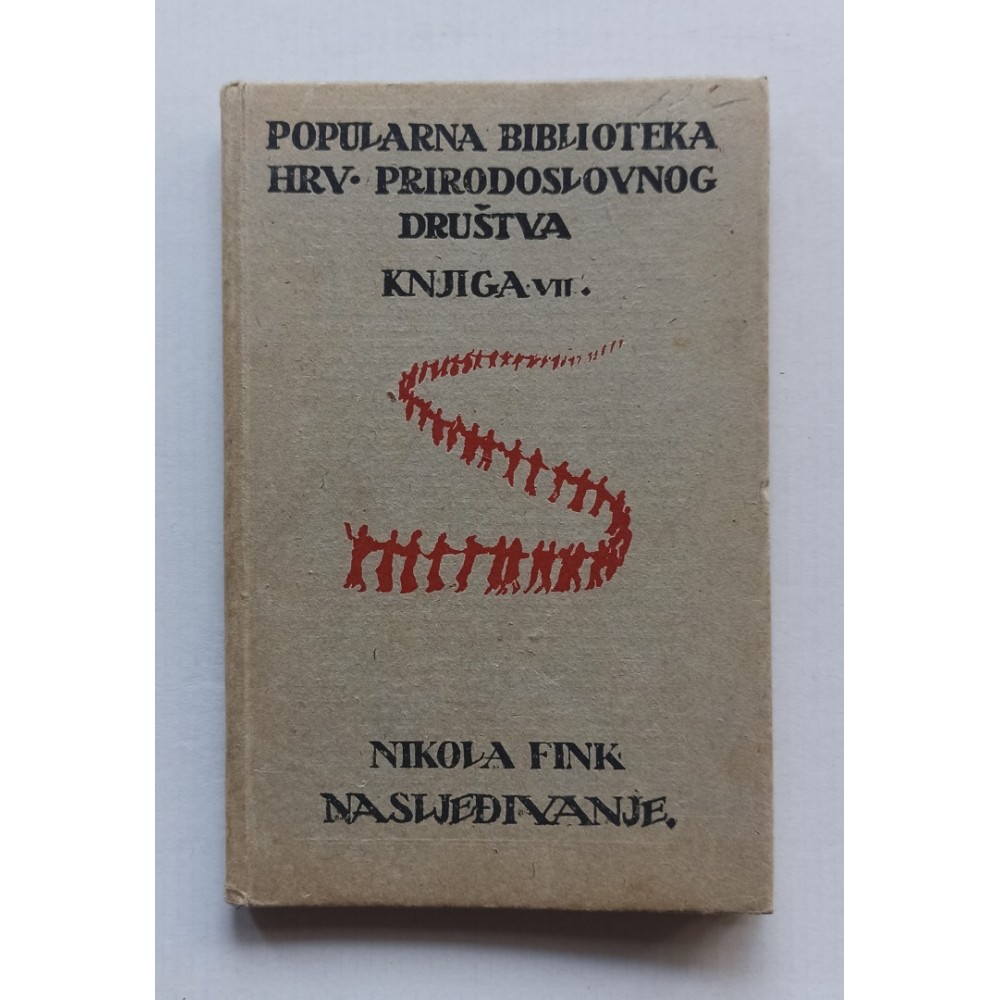 POPULARNA BIBLIOTEKA
HRV. PRIRODOSLOVNOG
DRUŠTVA
KNJIGA VII.
NIKOLA FINK
NASLJEĐIVANJE.